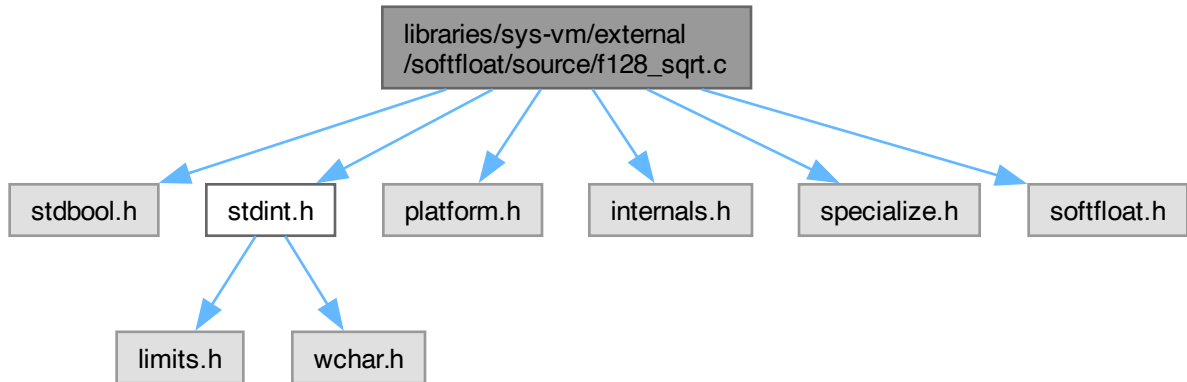 libraries/sys-vm/external
/softfloat/source/f128_sqrt.c
stdbool.h
stdint.h
platform.h
internals.h
specialize.h
softfloat.h
limits.h
wchar.h